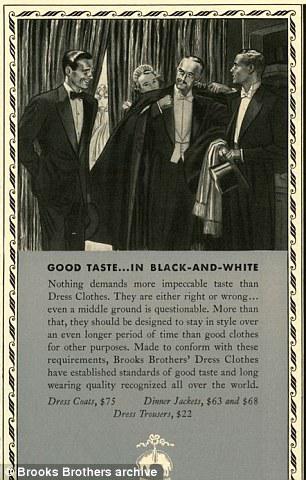 GOOD TASTE...IN BLACK-AND-WHITE
Nothing demands more impeccable taste than
Dress Clothes. They are either right or wrong...
even a middle ground is questionable. More than
that, they should be designed to stay in style over
an even longer period of time than good clothes
for other purposes. Made to conform with these
requirements, Brooks Brothers' Dress Clothes
have established standards of good taste and long
wearing quality recognized all over the world.
Dress Coats, $75 Dinner Jackets, $63 and $68
Dress Trousers, $22
© Brooks Brothers archive